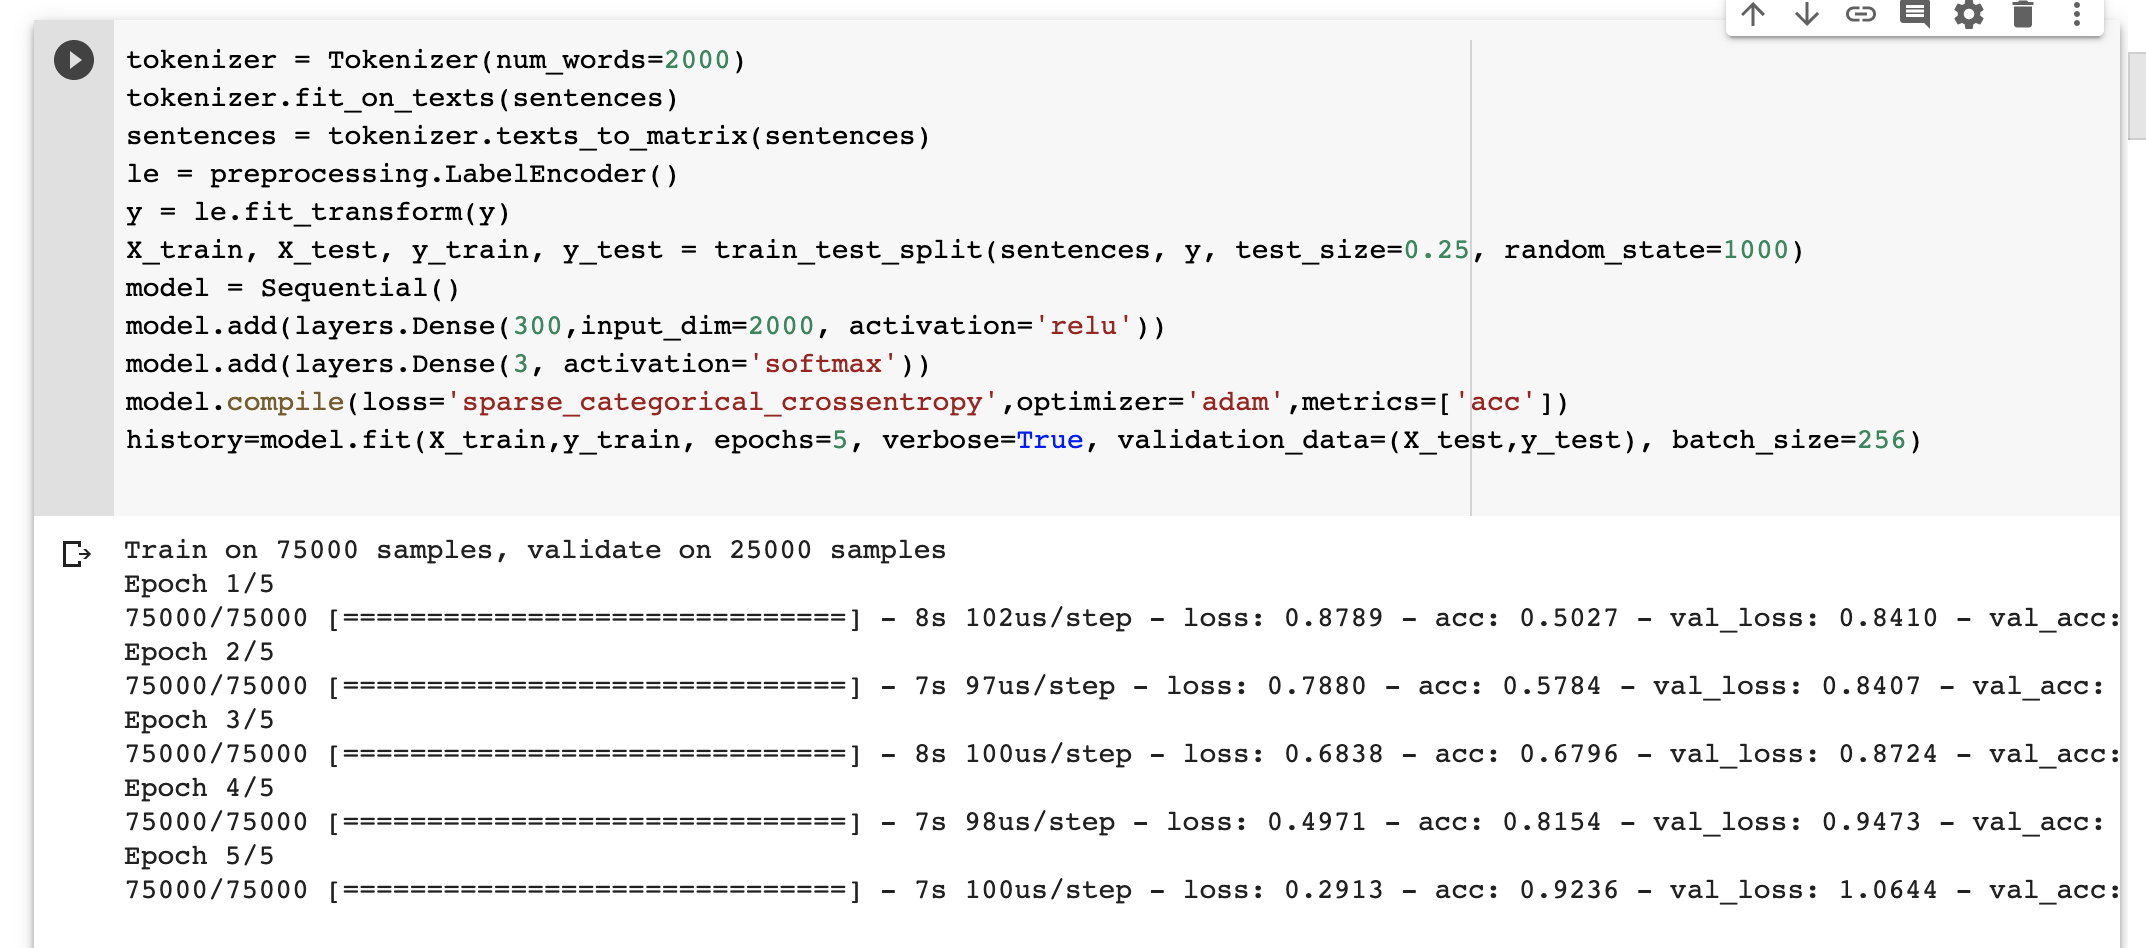 tokenizer = Tokenizer(num_words=2000)
tokenizer.fit_on_texts(sentences)
sentences = tokenizer.texts_to_matrix(sentences)
le = preprocessing.LabelEncoder()
y = le.fit_transform(y)
X_train, X_test, y_train, y_test = train_test_split(sentences, y, test_size=0.25, random_state=1000)
model = Sequential()
model.add(layers.Dense(300,input_dim=2000, activation='relu'))
model.add(layers.Dense(3, activation='softmax'))
model.compile(loss='sparse_categorical_crossentropy',optimizer='adam',metrics=['acc'])
history=model.fit(X_train,y_train, epochs=5, verbose=True, validation_data=(X_test,y_test), batch_size=256)
Train on 75000 samples, validate on 25000 samples
Epoch 1/5
75000/75000 [==============================] - 8s 102us/step - loss: 0.8789 - acc: 0.5027 - val_loss: 0.8410 - val_acc:
Epoch 2/5
75000/75000 [==============================] - 7s 97us/step - loss: 0.7880 - acc: 0.5784 - val_loss: 0.8407 - val_acc:
Epoch 3/5
75000/75000 [==============================] - 8s 100us/step - loss: 0.6838 - acc: 0.6796 - val_loss: 0.8724 - val_acc:
Epoch 4/5
75000/75000 [==============================] - 7s 98us/step - loss: 0.4971 - acc: 0.8154 - val_loss: 0.9473 - val_acc:
Epoch 5/5
75000/75000 [==============================] - 7s 100us/step - loss: 0.2913 - acc: 0.9236 - val_loss: 1.0644 - val_acc: